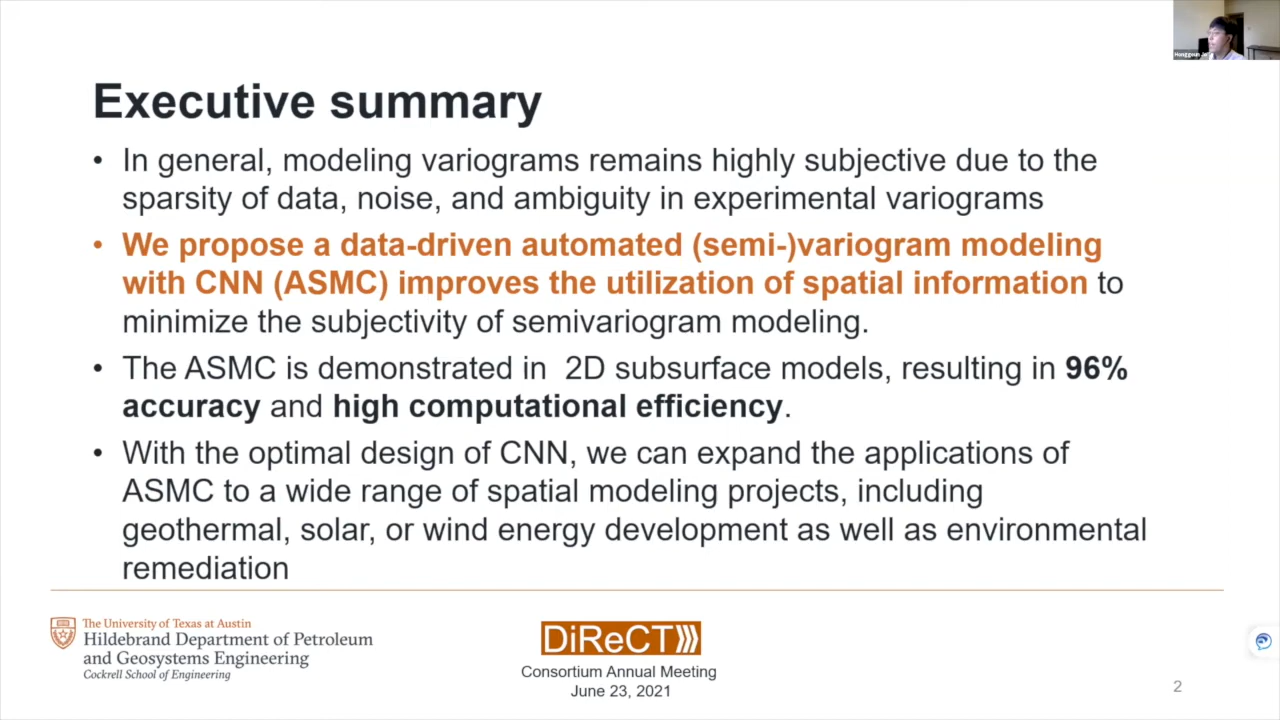 Executive summary
• In general, modeling variograms remains highly subjective due to the
sparsity of data, noise, and ambiguity in experimental variograms
• We propose a data-driven automated (semi-)variogram modeling
with CNN (ASMC) improves the utilization of spatial information to
minimize the subjectivity of semivariogram modeling.
• The ASMC is demonstrated in  2D subsurface models, resulting in 96%
accuracy and high computational efficiency.
• With the optimal design of CNN, we can expand the applications of
ASMC to a wide range of spatial modeling projects, including
geothermal, solar, or wind energy development as well as environmental
remediation
The University of Texas at Austin
Hildebrand Department of Petroleum
and Geosystems Engineering
Cockrell School of Engineering
DiReCT
Consortium Annual Meeting
June 23, 2021
2